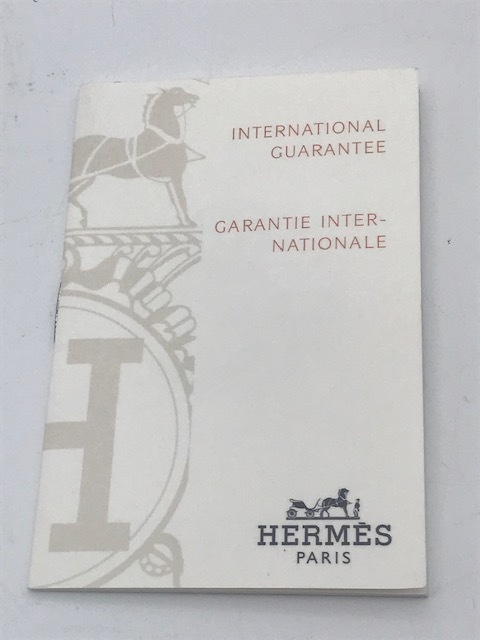 INTERNATIONAL
GUARANTEE
GARANTIE INTER-
NATIONALE
H
HERMÈS
PARIS